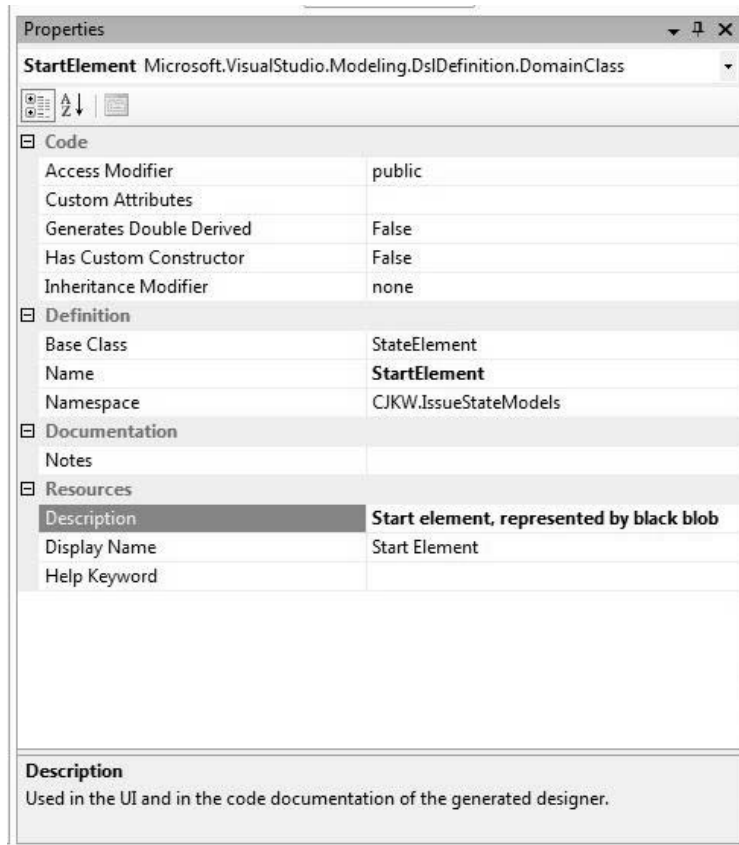 Properties
StartElement Microsoft.VisualStudio.Modeling.DslDefinition.DomainClass
Code
Access Modifier public
Custom Attributes
Generates Double Derived False
Has Custom Constructor False
Inheritance Modifier none
Definition
Base Class StateElement
Name StartElement
Namespace CJKW.IssueStateModels
Documentation
Notes
Resources
Description Start element, represented by black blob
Display Name Start Element
Help Keyword
Description
Used in the UI and in the code documentation of the generated designer.